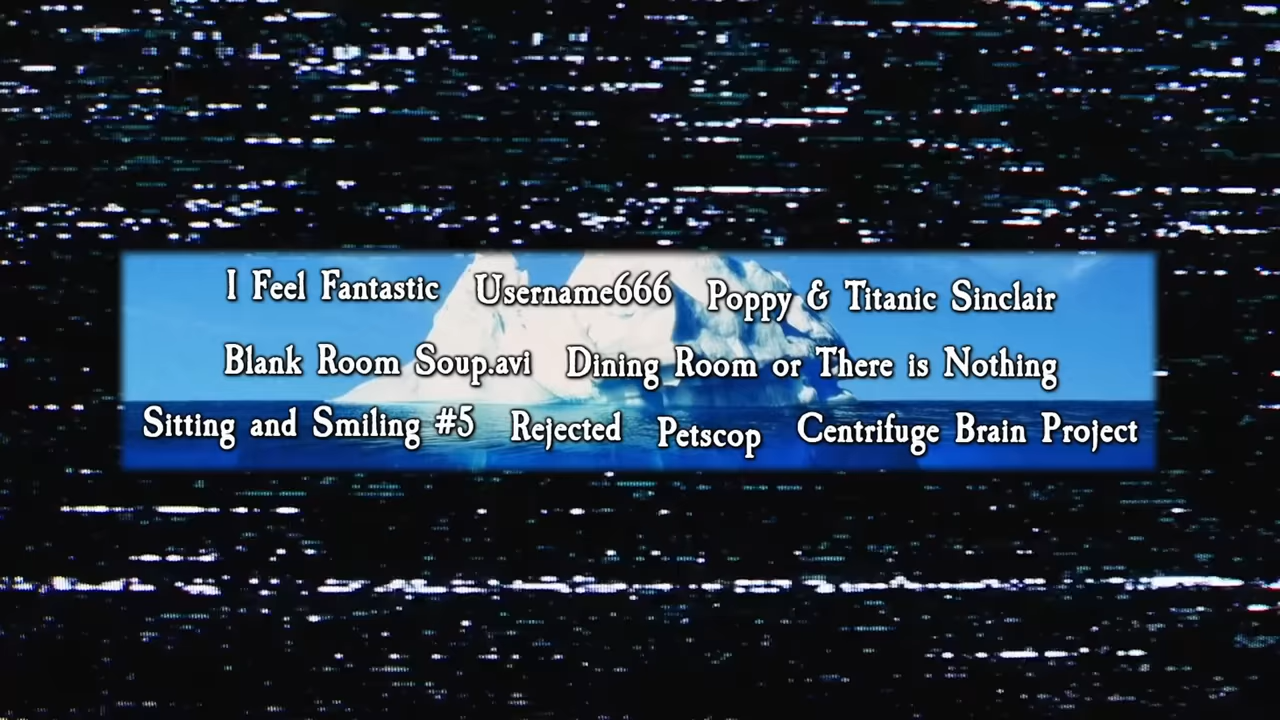 I Feel Fantastic Username666 Poppy & Titanic Sinclair
Blank Room Soup.avi Dining Room or There is Nothing
Sitting and Smiling #5 Rejected Petscop Centrifuge Brain Project